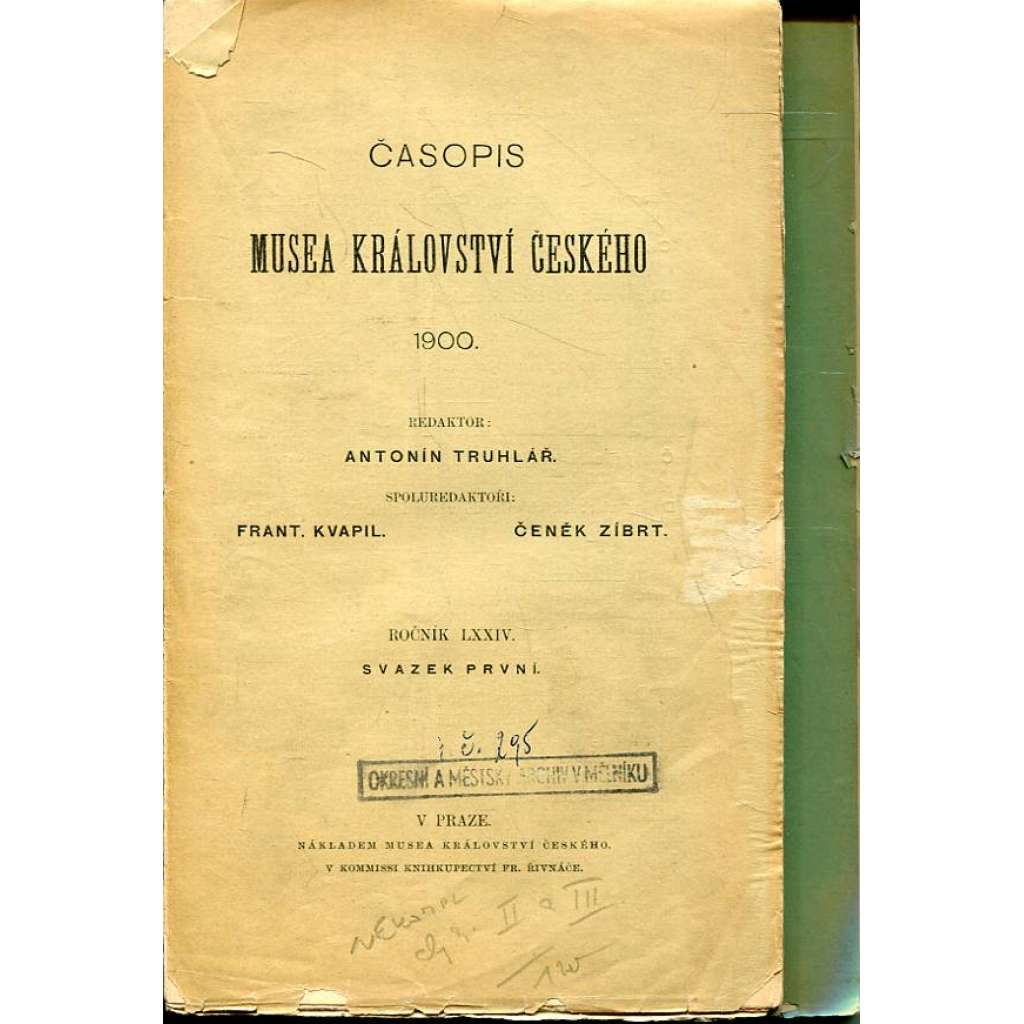 ČASOPIS
MUSEA KRÁLOVSTVÍ ČESKÉHO
1900.
REDAKTOR:
ANTONÍN TRUHLÁŘ.
SPOLUREDAKTOŘI:
FRANT. KVAPIL. ČENĚK ZÍBRT.
ROČNÍK LXXIV.
SVAZEK PRVNÍ.
i. č. 295
OKRESNÍ A MĚSTSKÝ ARCHIV V MĚLNÍKU
V PRAZE.
NÁKLADEM MUSEA KRÁLOVSTVÍ ČESKÉHO.
V KOMMISSI KNIHKUPECTVÍ FR. ŘIVNÁČE.
II a III